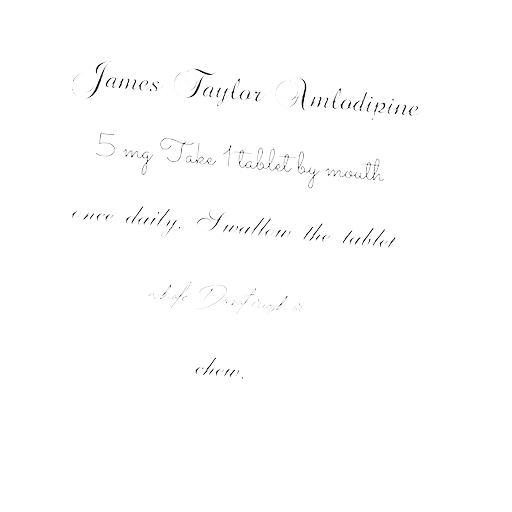 James Taylor Amlodipine
5 mg Take 1 tablet by mouth
once daily. Swallow the tablet
whole Do not crush or
chew.